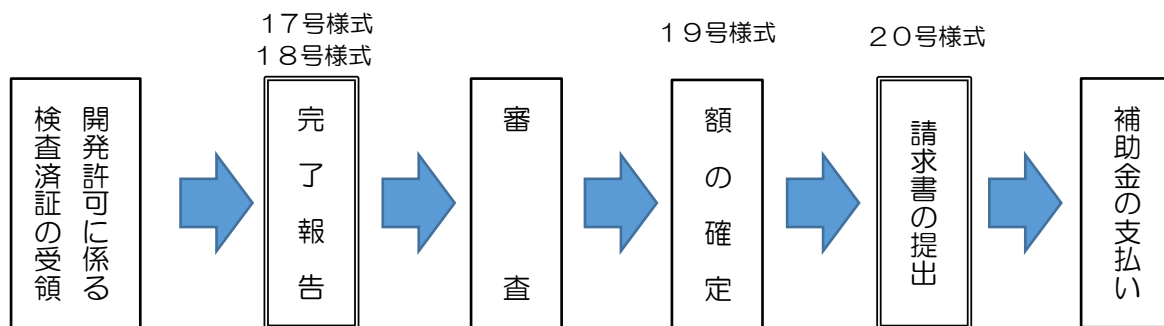 １７号様式
１８号様式
１９号様式
２０号様式
開発許可に係る
検査済証の受領
完了報告
審査
額の確定
請求書の提出
補助金の支払い